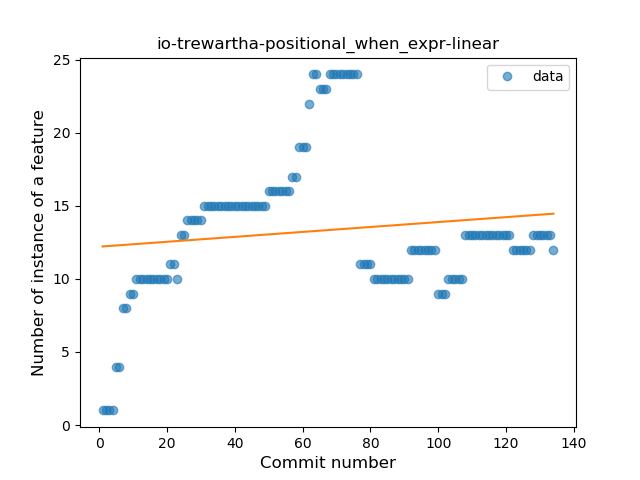 io-trewartha-positional_when_expr-linear
data
Number of instance of a feature
25
20
15
10
5
0
0 20 40 60 80 100 120 140
Commit number